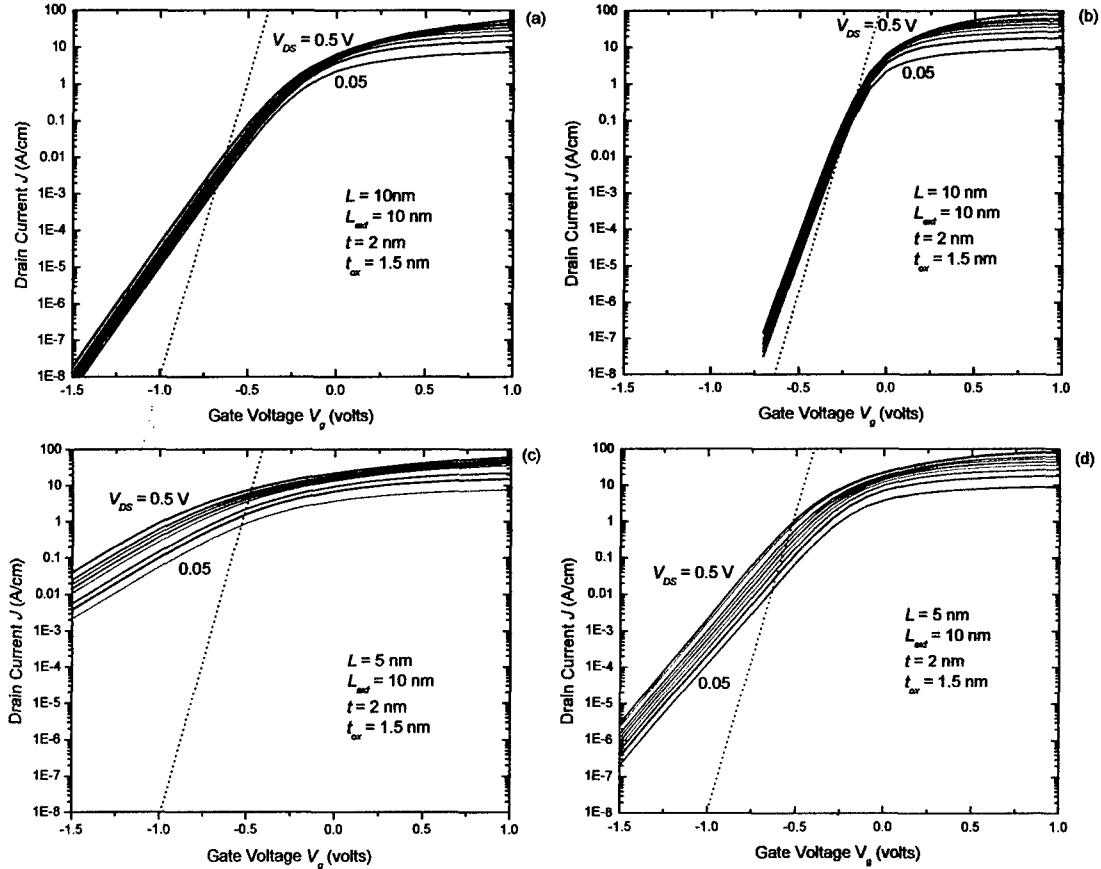 (a)
Drain Current J (A/cm)
100
10
1
0.1
0.01
1E-3
1E-4
1E-5
1E-6
1E-7
1E-8
V_DS = 0.5 V
0.05
L = 10nm
L_ext = 10 nm
t = 2 nm
t_ox = 1.5 nm
-1.5 -1.0 -0.5 0.0 0.5 1.0
Gate Voltage V_g (volts)
(b)
Drain Current J (A/cm)
100
10
1
0.1
0.01
1E-3
1E-4
1E-5
1E-6
1E-7
1E-8
V_DS = 0.5 V
0.05
L = 10 nm
L_ext = 10 nm
t = 2 nm
t_ox = 1.5 nm
-1.5 -1.0 -0.5 0.0 0.5 1.0
Gate Voltage V_g (volts)
(c)
Drain Current J (A/cm)
100
10
1
0.1
0.01
1E-3
1E-4
1E-5
1E-6
1E-7
1E-8
V_DS = 0.5 V
0.05
L = 5 nm
L_ext = 10 nm
t = 2 nm
t_ox = 1.5 nm
-1.5 -1.0 -0.5 0.0 0.5 1.0
Gate Voltage V_g (volts)
(d)
Drain Current J (A/cm)
100
10
1
0.1
0.01
1E-3
1E-4
1E-5
1E-6
1E-7
1E-8
V_DS = 0.5 V
0.05
L = 5 nm
L_ext = 10 nm
t = 2 nm
t_ox = 1.5 nm
-1.5 -1.0 -0.5 0.0 0.5 1.0
Gate Voltage V_g (volts)